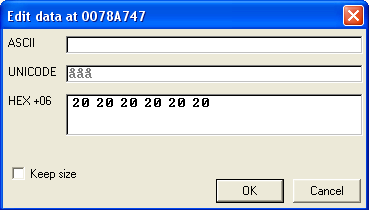 Edit data at 0078A747
ASCII
UNICODE
HEX +06 20 20 20 20 20 20
Keep size
OK Cancel